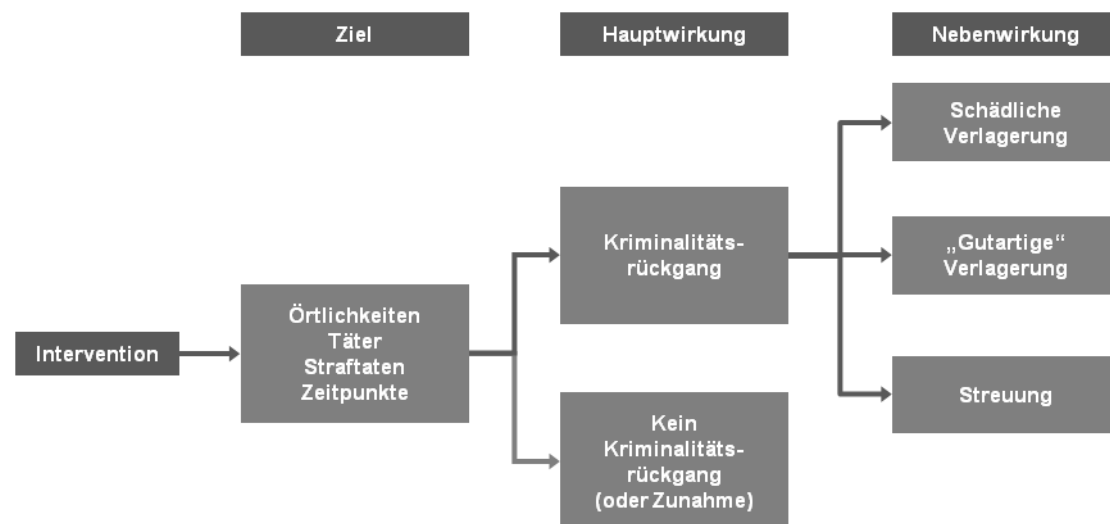 Ziel
Hauptwirkung
Nebenwirkung
Intervention
Örtlichkeiten
Täter
Straftaten
Zeitpunkte
Kriminalitäts-
rückgang
Kein
Kriminalitäts-
rückgang
(oder Zunahme)
Schädliche
Verlagerung
„Gutartige“
Verlagerung
Streuung